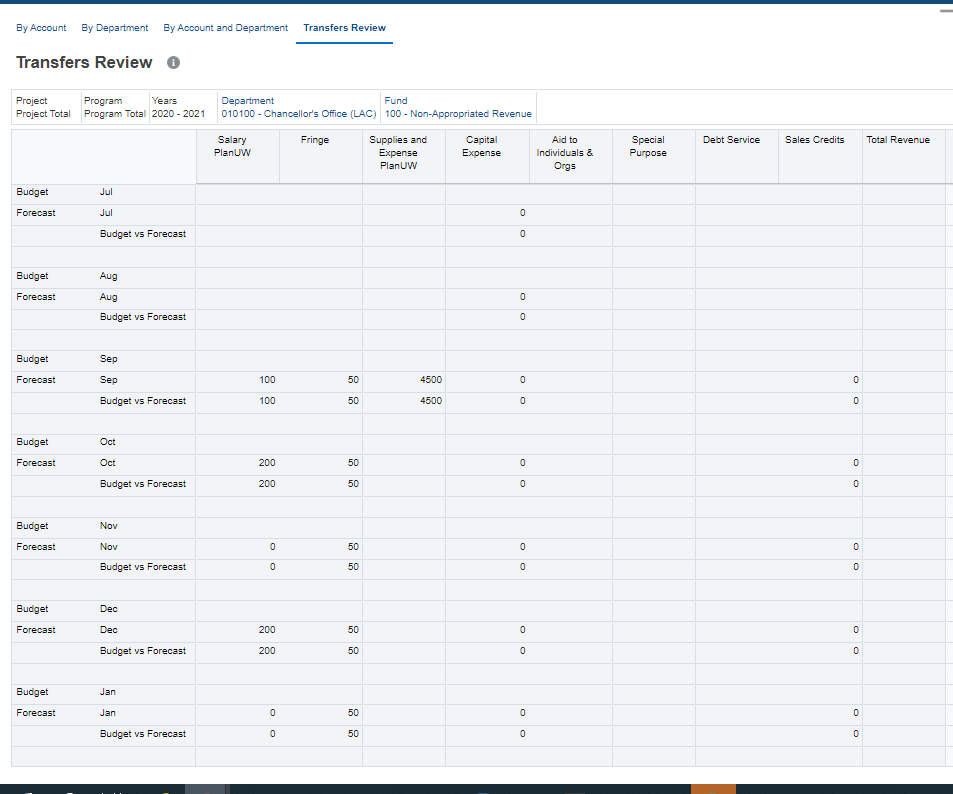 By Account By Department By Account and Department Transfers Review
Transfers Review
Project Program Years Department Fund
Project Total Program Total 2020 - 2021 010100 - Chancellor's Office (LAC) 100 - Non-Appropriated Revenue
Salary PlanUW Fringe Supplies and Expense PlanUW Capital Expense Aid to Individuals & Orgs Special Purpose Debt Service Sales Credits Total Revenue
Budget Jul
Forecast Jul 0
Budget vs Forecast 0
Budget Aug
Forecast Aug 0
Budget vs Forecast 0
Budget Sep
Forecast Sep 100 50 4500 0 0
Budget vs Forecast 100 50 4500 0 0
Budget Oct
Forecast Oct 200 50 0 0
Budget vs Forecast 200 50 0 0
Budget Nov
Forecast Nov 0 50 0 0
Budget vs Forecast 0 50 0 0
Budget Dec
Forecast Dec 200 50 0 0
Budget vs Forecast 200 50 0 0
Budget Jan
Forecast Jan 0 50 0 0
Budget vs Forecast 0 50 0 0